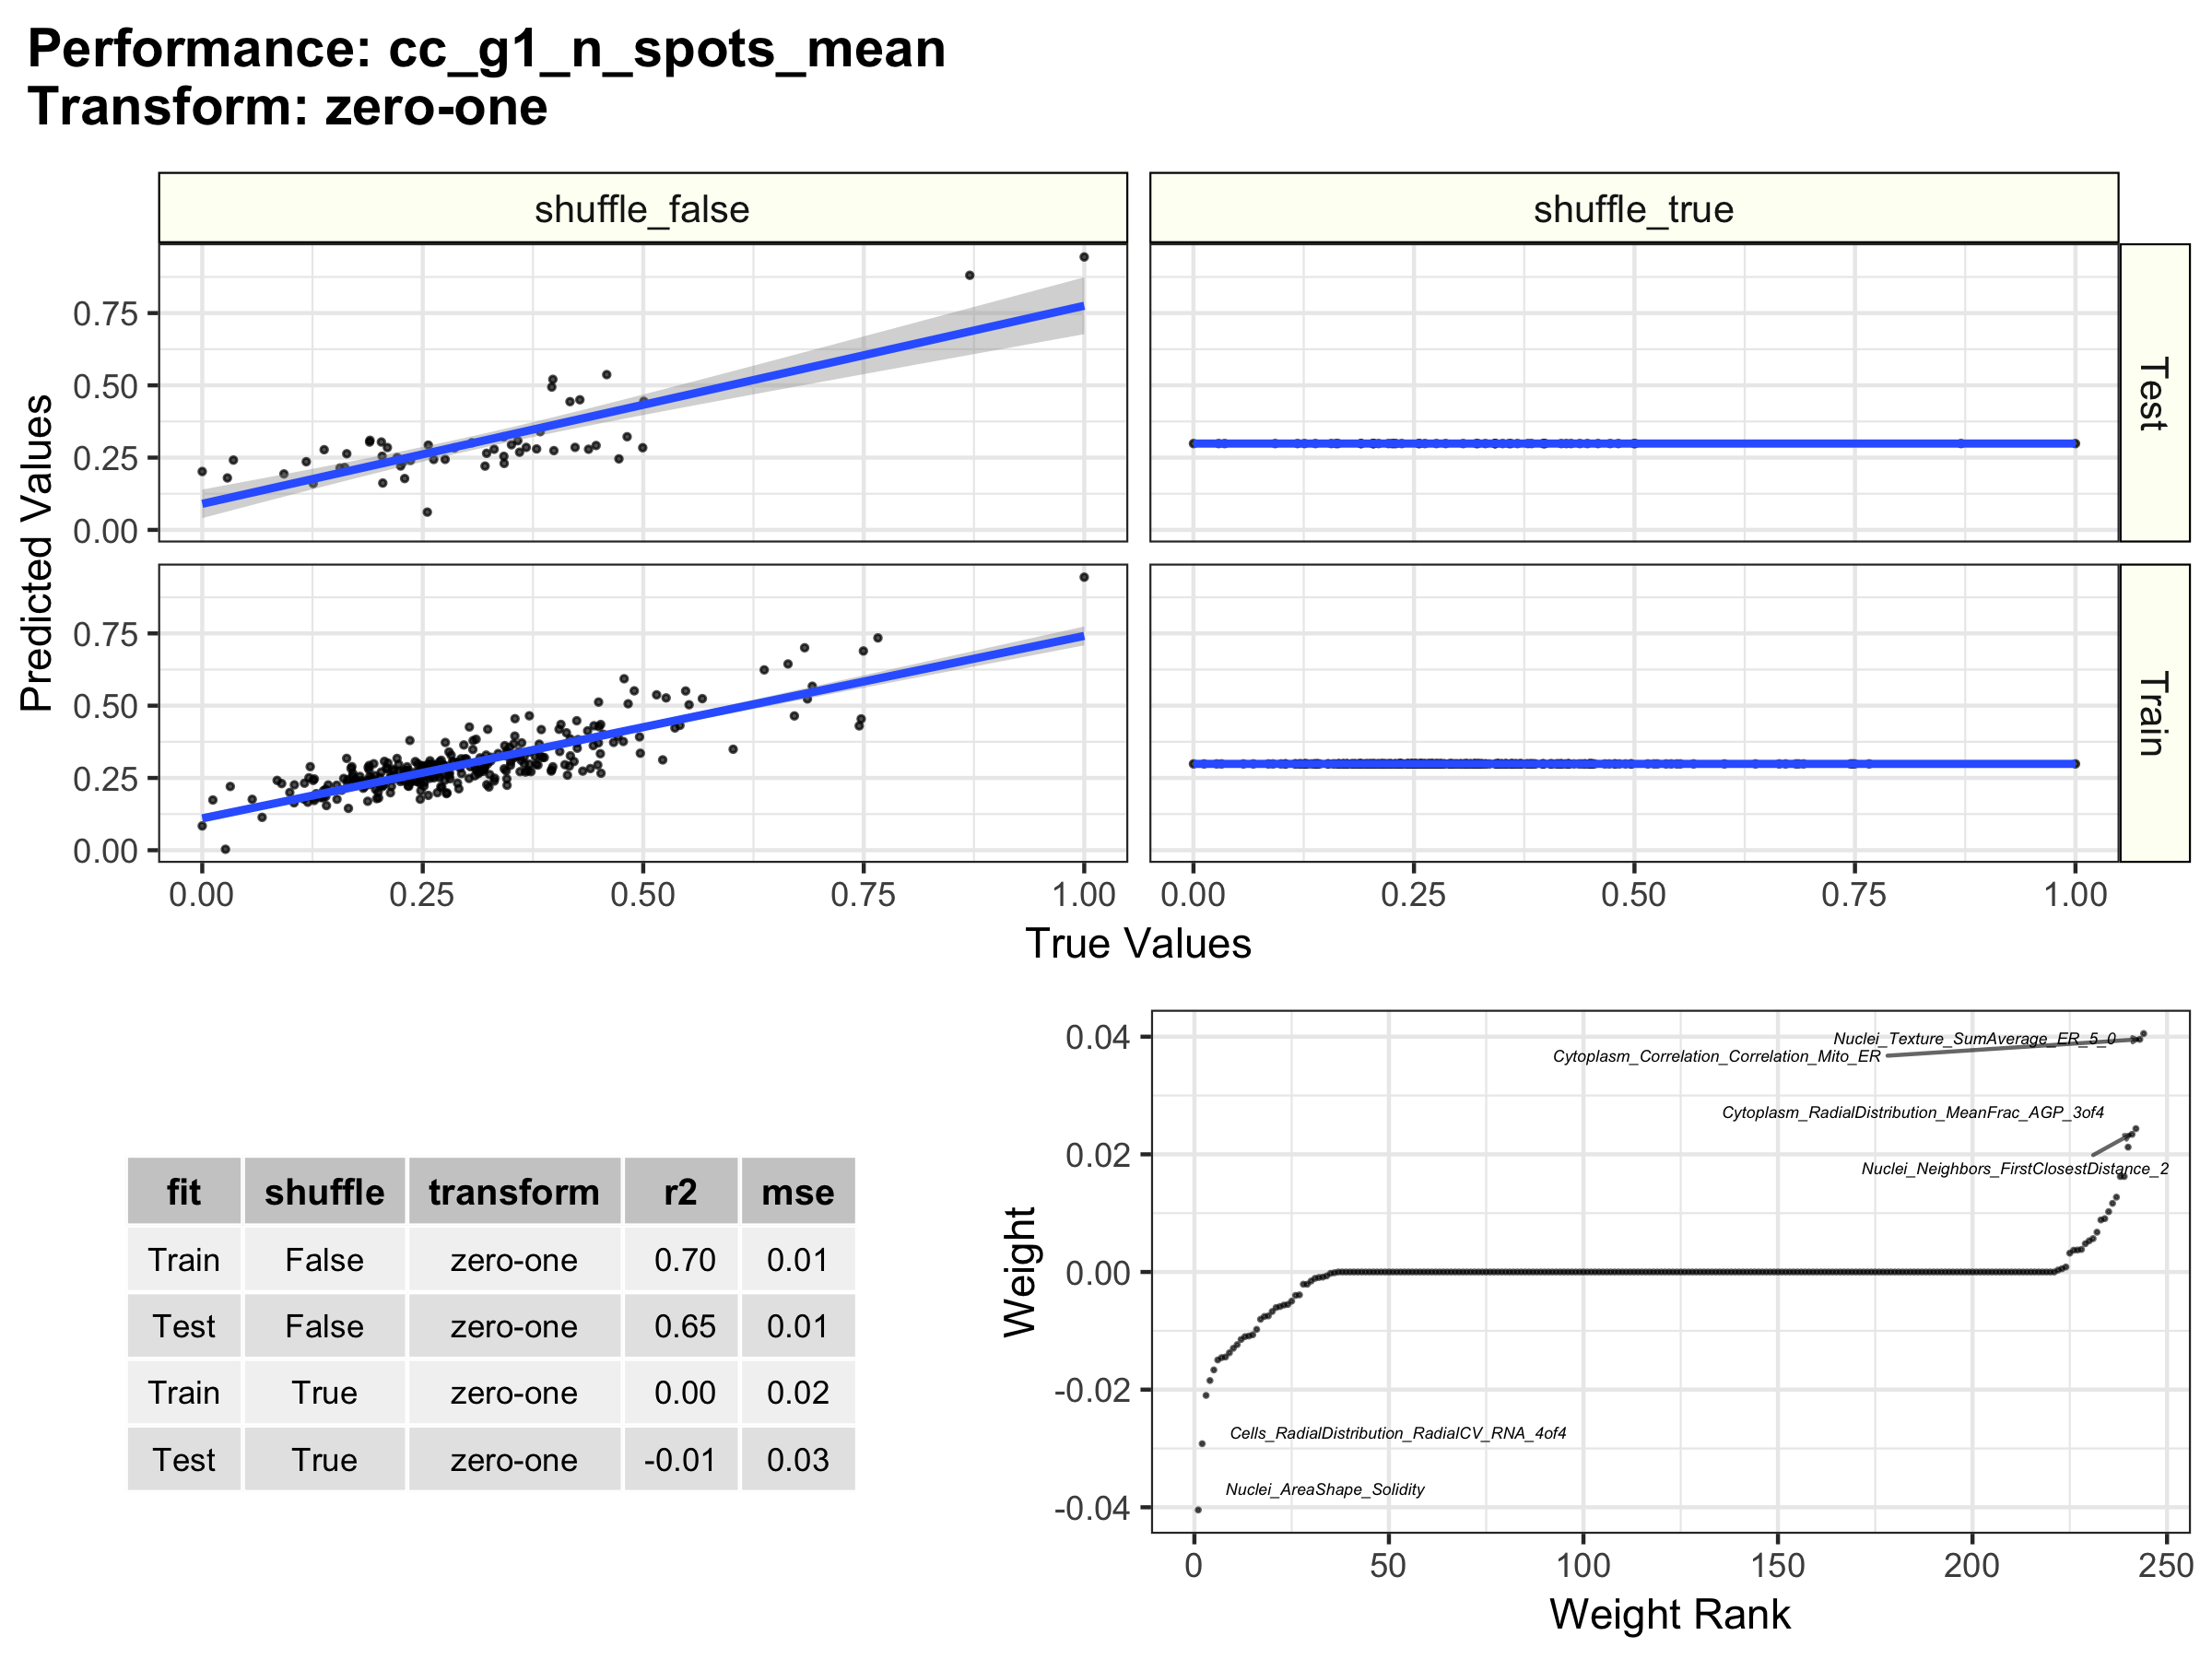 Performance: cc_g1_n_spots_mean
Transform: zero-one
shuffle_false
shuffle_true
Predicted Values
0.75
0.50
0.25
0.00
Test
0.75
0.50
0.25
0.00
Train
0.00 0.25 0.50 0.75 1.00
0.00 0.25 0.50 0.75 1.00
True Values
fit shuffle transform r2 mse
Train False zero-one 0.70 0.01
Test False zero-one 0.65 0.01
Train True zero-one 0.00 0.02
Test True zero-one -0.01 0.03
Weight
0.04
0.02
0.00
-0.02
-0.04
Nuclei_Texture_SumAverage_ER_5_0
Cytoplasm_Correlation_Correlation_Mito_ER
Cytoplasm_RadialDistribution_MeanFrac_AGP_3of4
Nuclei_Neighbors_FirstClosestDistance_2
Cells_RadialDistribution_RadialCV_RNA_4of4
Nuclei_AreaShape_Solidity
0 50 100 150 200 250
Weight Rank